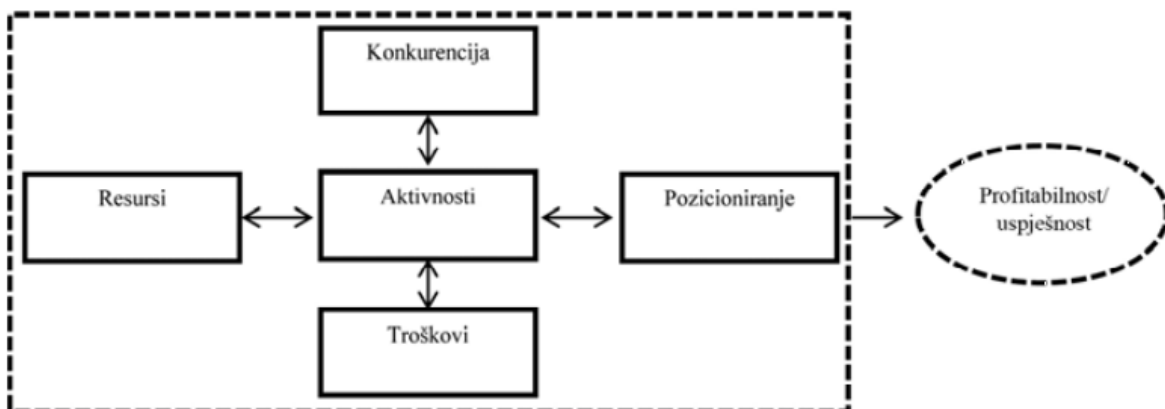 Konkurencija
Resursi
Aktivnosti
Pozicioniranje
Profitabilnost/
uspješnost
Troškovi